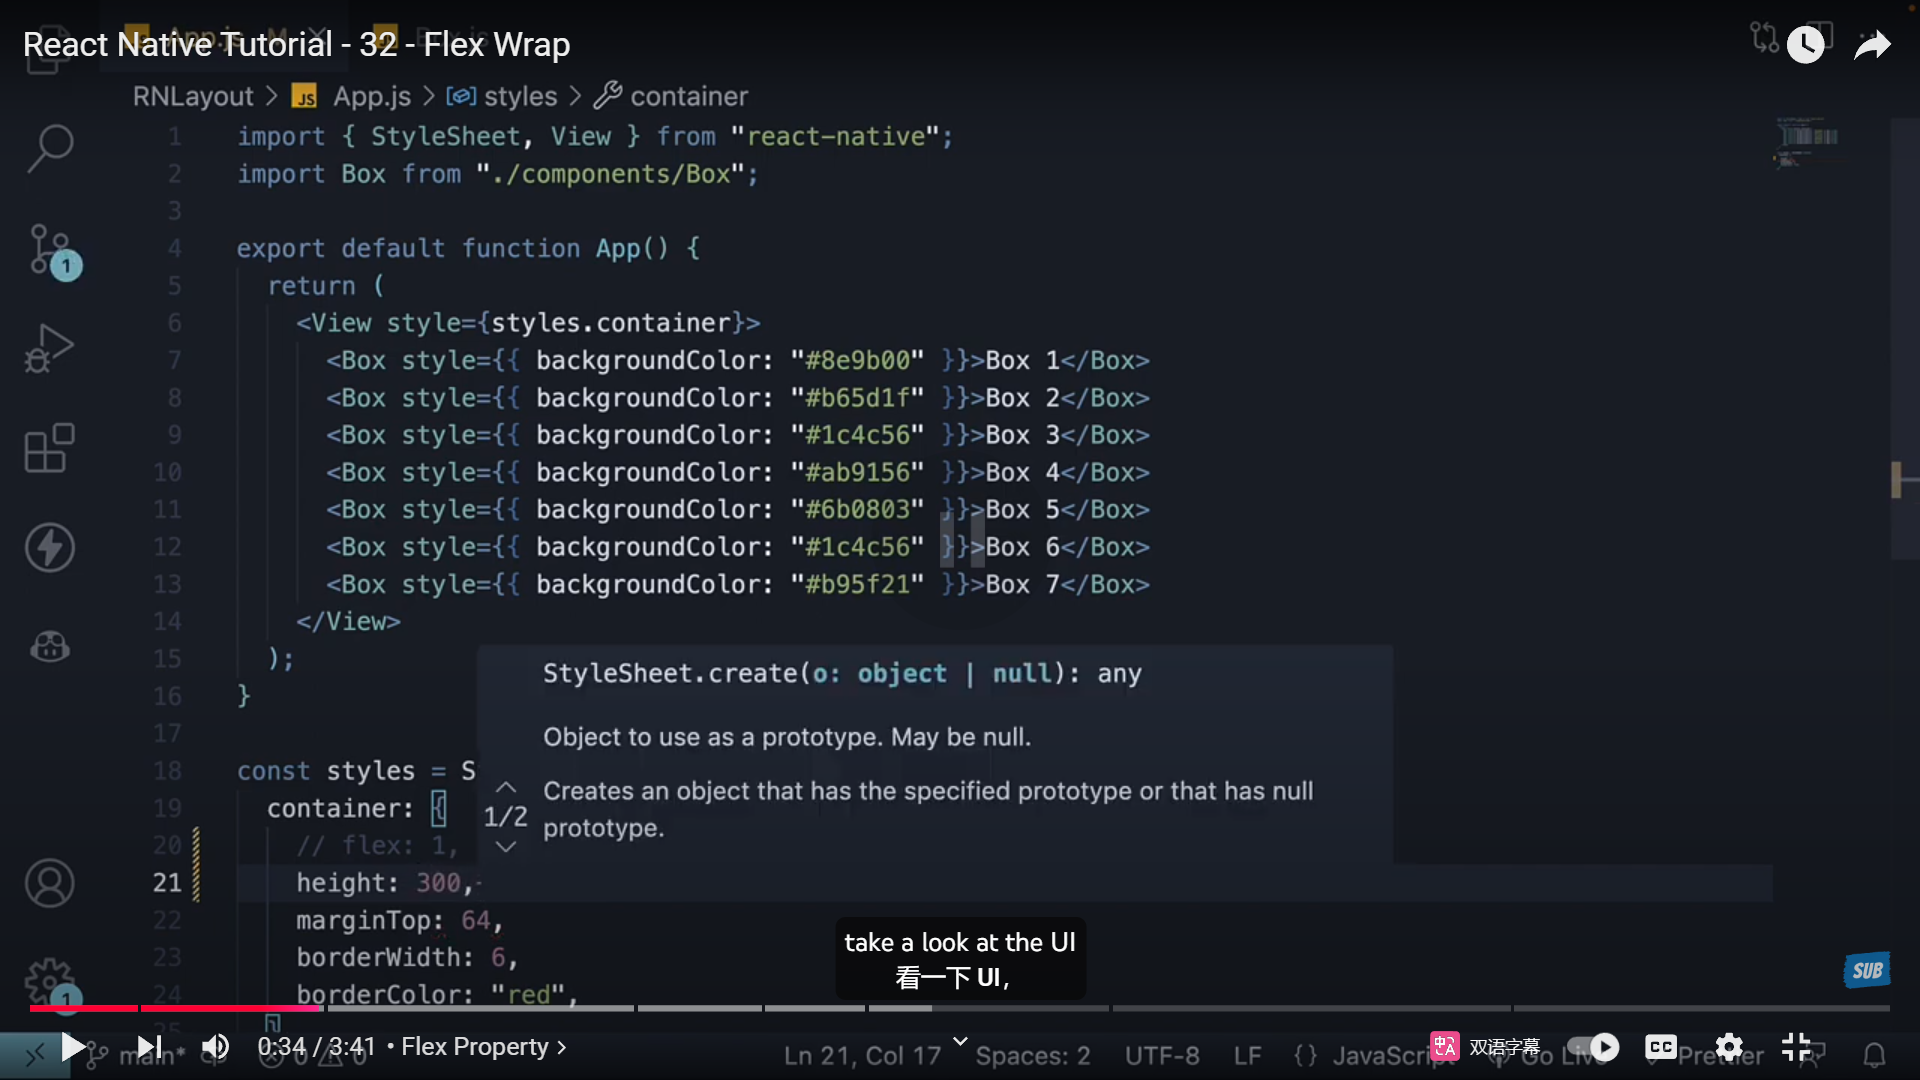 React Native Tutorial - 32 - Flex Wrap
RNLayout > JS App.js > styles > container
1 import { StyleSheet, View } from "react-native";
2 import Box from "./components/Box";
3
4 export default function App() {
5 return (
6 <View style={styles.container}>
7 <Box style={{ backgroundColor: "#8e9b00" }}>Box 1</Box>
8 <Box style={{ backgroundColor: "#b65d1f" }}>Box 2</Box>
9 <Box style={{ backgroundColor: "#1c4c56" }}>Box 3</Box>
10 <Box style={{ backgroundColor: "#ab9156" }}>Box 4</Box>
11 <Box style={{ backgroundColor: "#6b0803" }}>Box 5</Box>
12 <Box style={{ backgroundColor: "#1c4c56" }}>Box 6</Box>
13 <Box style={{ backgroundColor: "#b95f21" }}>Box 7</Box>
14 </View>
15 );
16 }
17
18 const styles = S
19 container: {
20 // flex: 1,
21 height: 300,
22 marginTop: 64,
23 borderWidth: 6,
24 borderColor: "red",
25 }
StyleSheet.create(o: object | null): any
Object to use as a prototype. May be null.
1/2
Creates an object that has the specified prototype or that has null
prototype.
take a look at the UI
看一下 UI,
SUB
1
1
0:34 / 3:41 • Flex Property >
main*
Ln 21, Col 17 Spaces: 2 UTF-8 LF {} JavaScript Go Live Prettier
双语字幕
CC